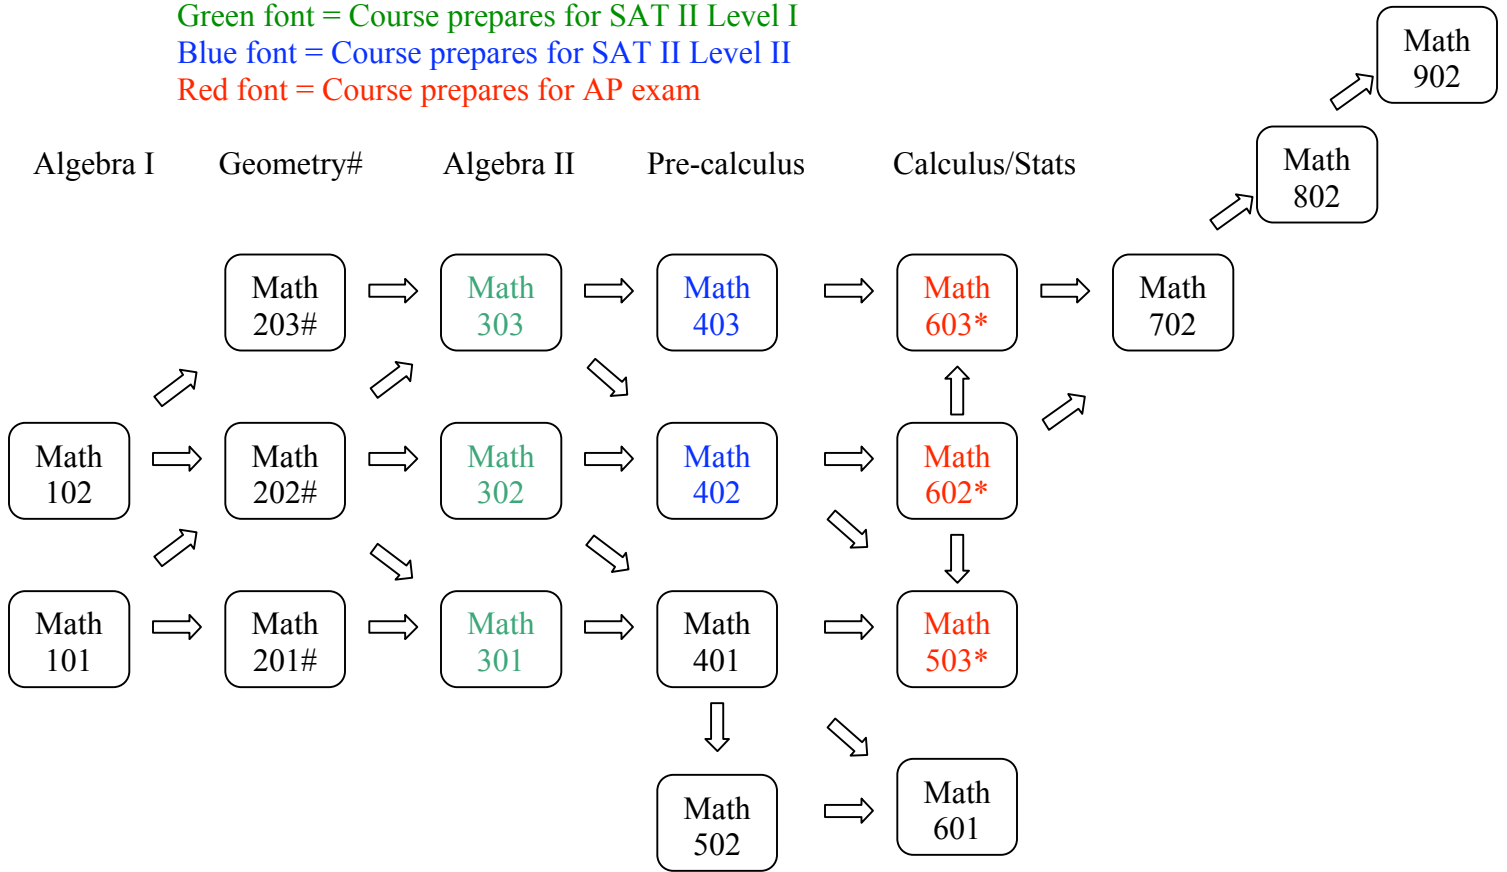 Green font = Course prepares for SAT II Level I
Blue font = Course prepares for SAT II Level II
Red font = Course prepares for AP exam
Math
902
Math
802
Algebra I
Geometry#
Algebra II
Pre-calculus
Calculus/Stats
Math
203#
Math
303
Math
403
Math
603*
Math
702
Math
102
Math
202#
Math
302
Math
402
Math
602*
Math
101
Math
201#
Math
301
Math
401
Math
503*
Math
502
Math
601